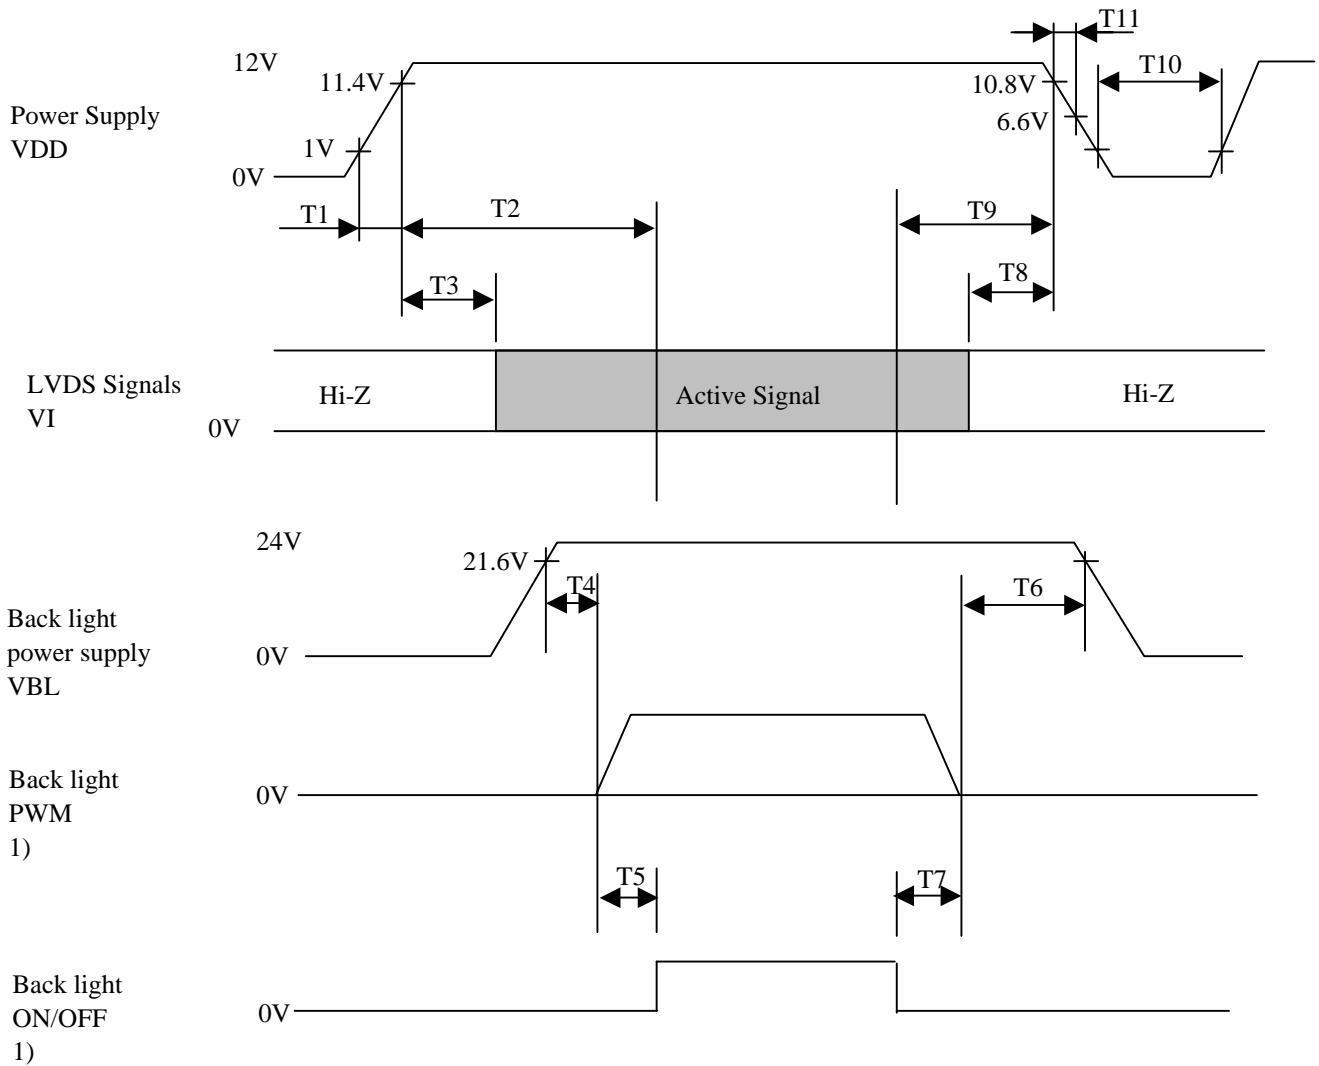 T11
12V
T10
11.4V
10.8V
Power Supply
VDD
6.6V
1V
0V
T1
T2
T9
T3
T8
LVDS Signals
VI
Hi-Z
Active Signal
Hi-Z
0V
24V
21.6V
T4
T6
Back light
power supply
VBL
0V
Back light
PWM
1)
0V
T5
T7
Back light
ON/OFF
1)
0V